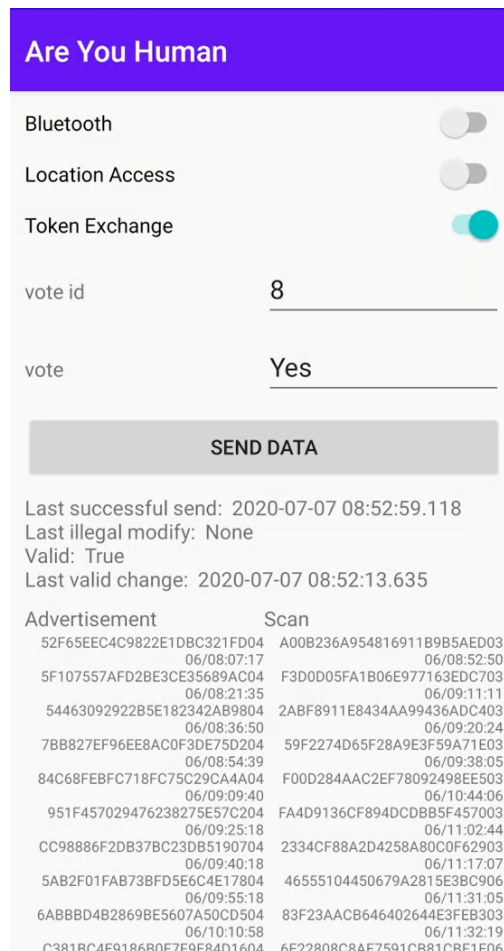 Are You Human
Bluetooth
Location Access
Token Exchange
vote id 8
vote Yes
SEND DATA
Last successful send: 2020-07-07 08:52:59.118
Last illegal modify: None
Valid: True
Last valid change: 2020-07-07 08:52:13.635
Advertisement Scan
52F65EEC4C9822E1DBC321FD04 A00B236A954816911B9B5AED03
06/08:07:17 06/08:52:50
5F107557AFD2BE3CE35689AC04 F3D0D05FA1B06E977163EDC703
06/08:21:35 06/09:11:11
54463092922B5E182342AB9804 2ABF8911E8434AA99436ADC403
06/08:36:50 06/09:20:24
7BB827EF96EE8AC0F3DE75D204 59F2274D65F28A9E3F59A71E03
06/08:54:39 06/09:38:05
84C68FEBFC718FC75C29CA4A04 F00D284AAC2EF78092498EE503
06/09:09:40 06/10:44:06
951F457029476238275E57C204 FA4D9136CF894DCDBB5F457003
06/09:25:18 06/11:02:44
CC98886F2DB37BC23DB5190704 2334CF88A2D4258A80C0F62903
06/09:40:18 06/11:17:07
5AB2F01FAB73BFD5E6C4E17804 46555104450679A2815E3BC906
06/09:55:18 06/11:31:05
6ABBBD4B2869BE5607A50CD504 83F23AACB646402644E3FEB303
06/10:10:58 06/11:32:19